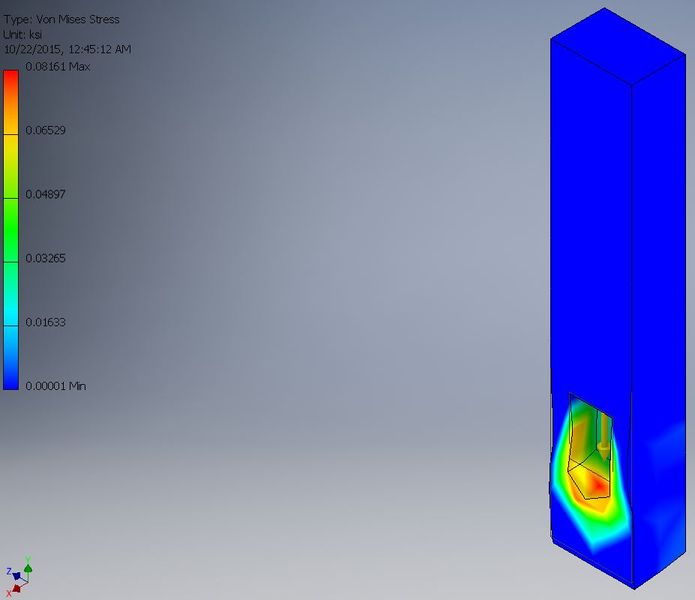 Type: Von Mises Stress
Unit: ksi
10/22/2015, 12:45:12 AM
0.08161 Max
0.06529
0.04897
0.03265
0.01633
0.00001 Min
Y
Z
X